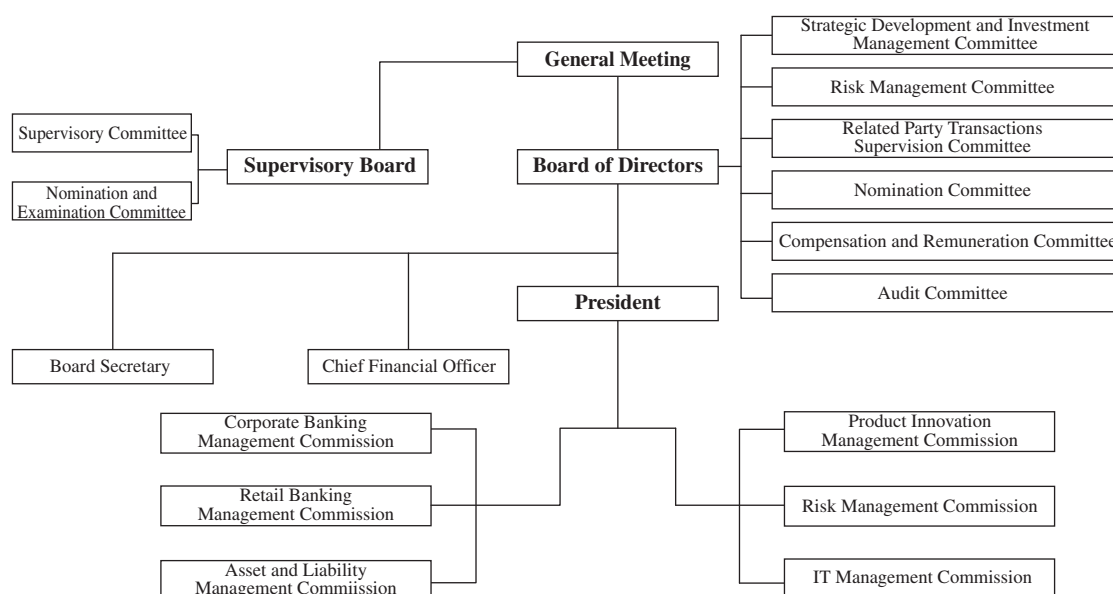 Strategic Development and Investment
Management Committee
General Meeting
Risk Management Committee
Supervisory Committee
Related Party Transactions
Supervision Committee
Supervisory Board
Board of Directors
Nomination and
Examination Committee
Nomination Committee
Compensation and Remuneration Committee
President
Audit Committee
Board Secretary
Chief Financial Officer
Corporate Banking
Management Commission
Product Innovation
Management Commission
Retail Banking
Management Commission
Risk Management Commission
Asset and Liability
Management Commiission
IT Management Commission